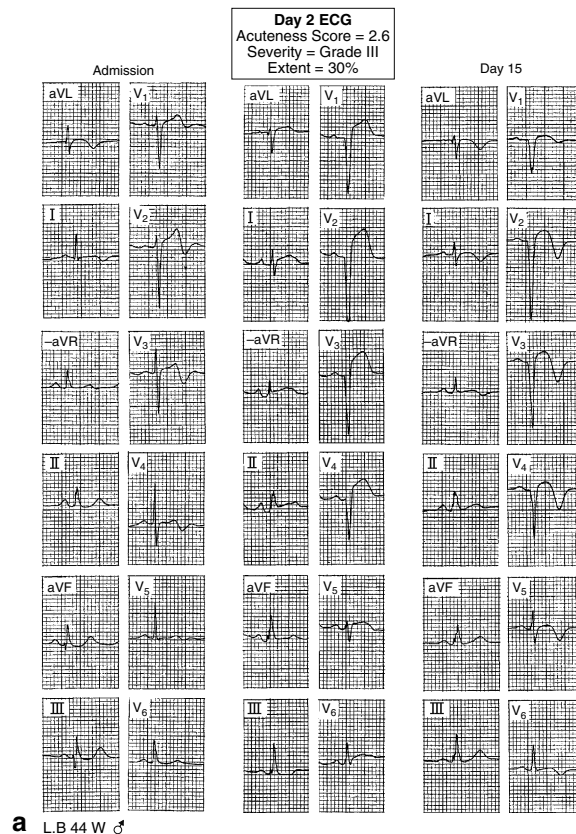 Day 2 ECG
Acuteness Score = 2.6
Severity = Grade III
Extent = 30%
Admission
Day 15
aVL V₁ aVL V₁ aVL V₁
I V₂ I V₂ I V₂
–aVR V₃ –aVR V₃ –aVR V₃
II V₄ II V₄ II V₄
aVF V₅ aVF V₅ aVF V₅
III V₆ III V₆ III V₆
a L.B 44 W ♂